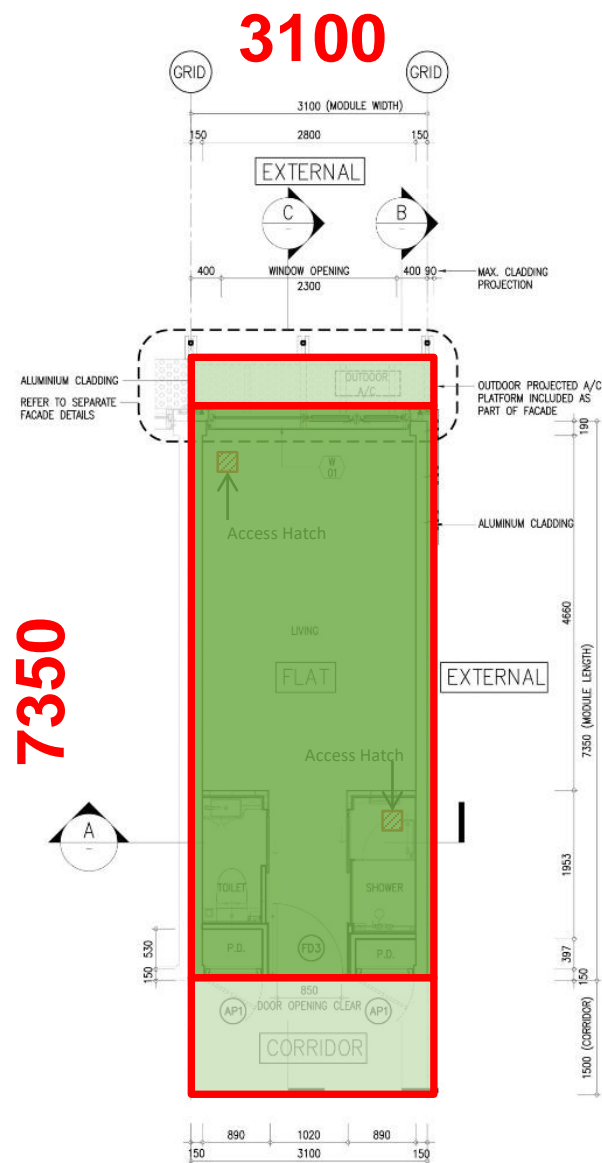 3100
GRID
GRID
3100 (MODULE WIDTH)
150
2800
150
EXTERNAL
C
B
400
WINDOW OPENING
400
90
MAX. CLADDING
PROJECTION
2300
ALUMINIUM CLADDING
OUTDOOR
A/C
OUTDOOR PROJECTED A/C
PLATFORM INCLUDED AS
PART OF FACADE
REFER TO SEPARATE
FACADE DETAILS
190
W
01
Access Hatch
ALUMINUM CLADDING
4660
LIVING
7350
FLAT
EXTERNAL
7350 (MODULE LENGTH)
Access Hatch
A
1953
TOILET
SHOWER
530
P.D.
FD3
P.D.
397
150
150
850
DOOR OPENING CLEAR
AP1
AP1
CORRIDOR
1500 (CORRIDOR)
890
1020
890
150
3100
150